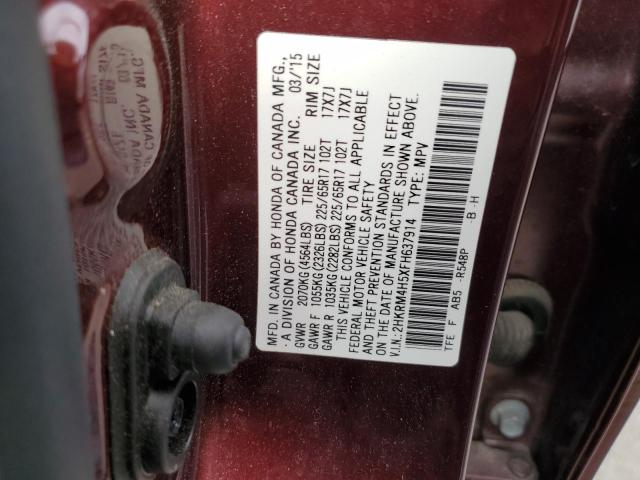 MFD. IN CANADA BY HONDA OF CANADA MFG.,
- A DIVISION OF HONDA CANADA INC. 03/'15
GVWR 2070KG(4564LBS) TIRE SIZE RIM SIZE
GAWR F 1055KG(2326LBS) 225/65R17 102T 17X7J
GAWR R 1035KG(2282LBS) 225/65R17 102T 17X7J
THIS VEHICLE CONFORMS TO ALL APPLICABLE
FEDERAL MOTOR VEHICLE SAFETY
AND THEFT PREVENTION STANDARDS IN EFFECT
ON THE DATE OF MANUFACTURE SHOWN ABOVE.
V.I.N.:2HKRM4H5XFH637914 TYPE: MPV
TFE F AB5 -R548P -B-H